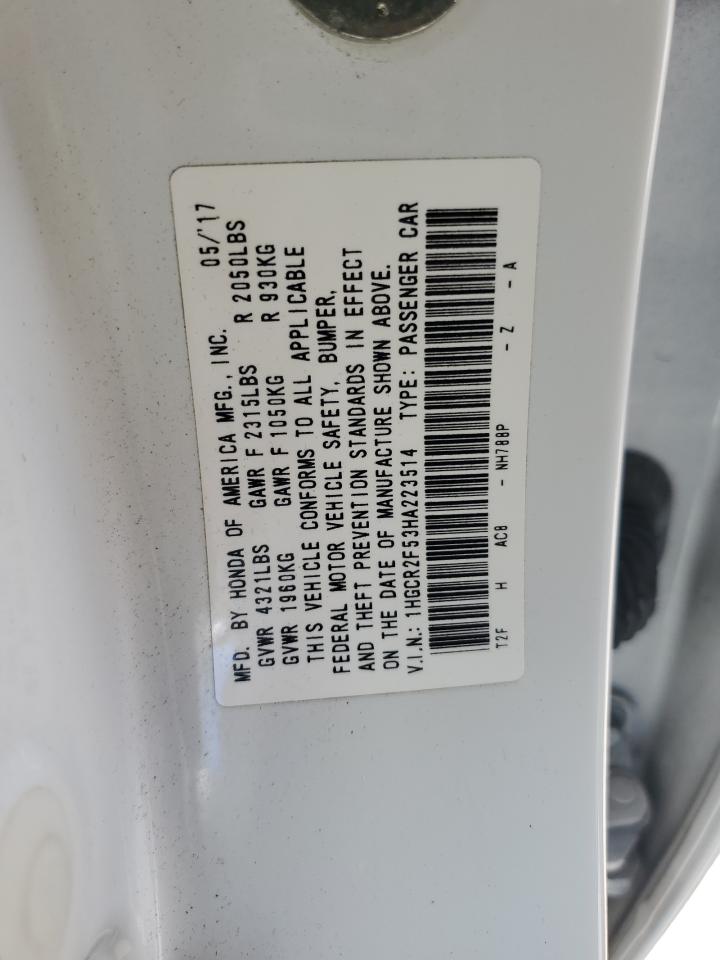 MFD. BY HONDA OF AMERICA MFG., INC. 05/'17
GVWR 4321LBS GAWR F 2315LBS R 2050LBS
GVWR 1960KG GAWR F 1050KG R 930KG
THIS VEHICLE CONFORMS TO ALL APPLICABLE
FEDERAL MOTOR VEHICLE SAFETY, BUMPER,
AND THEFT PREVENTION STANDARDS IN EFFECT
ON THE DATE OF MANUFACTURE SHOWN ABOVE.
V.I.N.: 1HGCR2F53HA223514 TYPE: PASSENGER CAR
T2F H AC8 - NH788P - Z - A